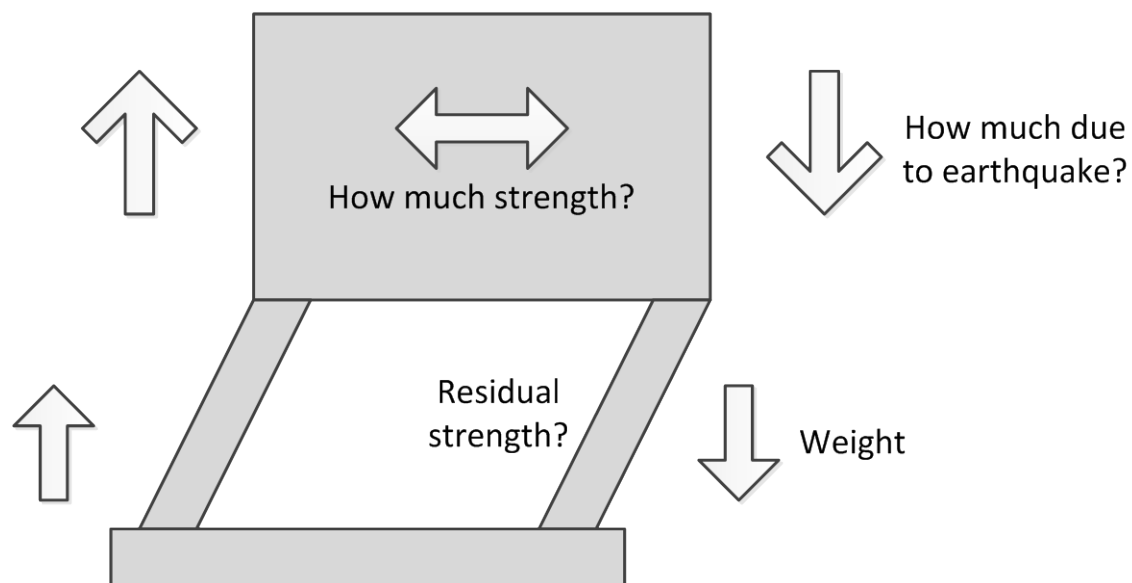 How much due
to earthquake?
How much strength?
Residual
strength?
Weight